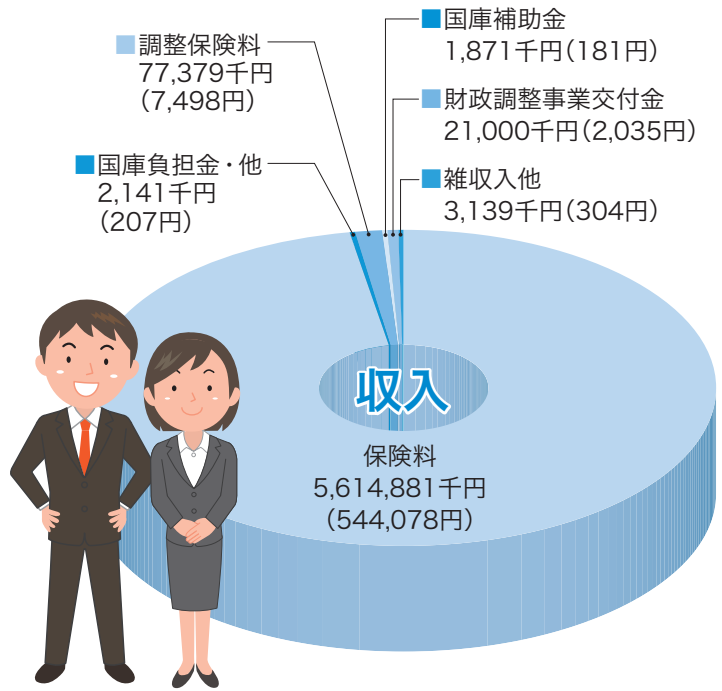 ■国庫補助金
1,871千円(181円)
■調整保険料
77,379千円
(7,498円)
■財政調整事業交付金
21,000千円(2,035円)
■国庫負担金・他
2,141千円
(207円)
■雑収入他
3,139千円(304円)
収入
保険料
5,614,881千円
(544,078円)